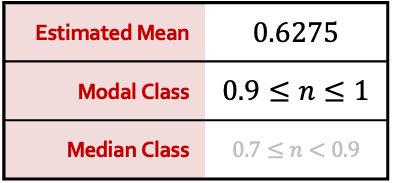 Estimated Mean 0.6275
Modal Class 0.9 ≤ n ≤ 1
Median Class 0.7 ≤ n < 0.9